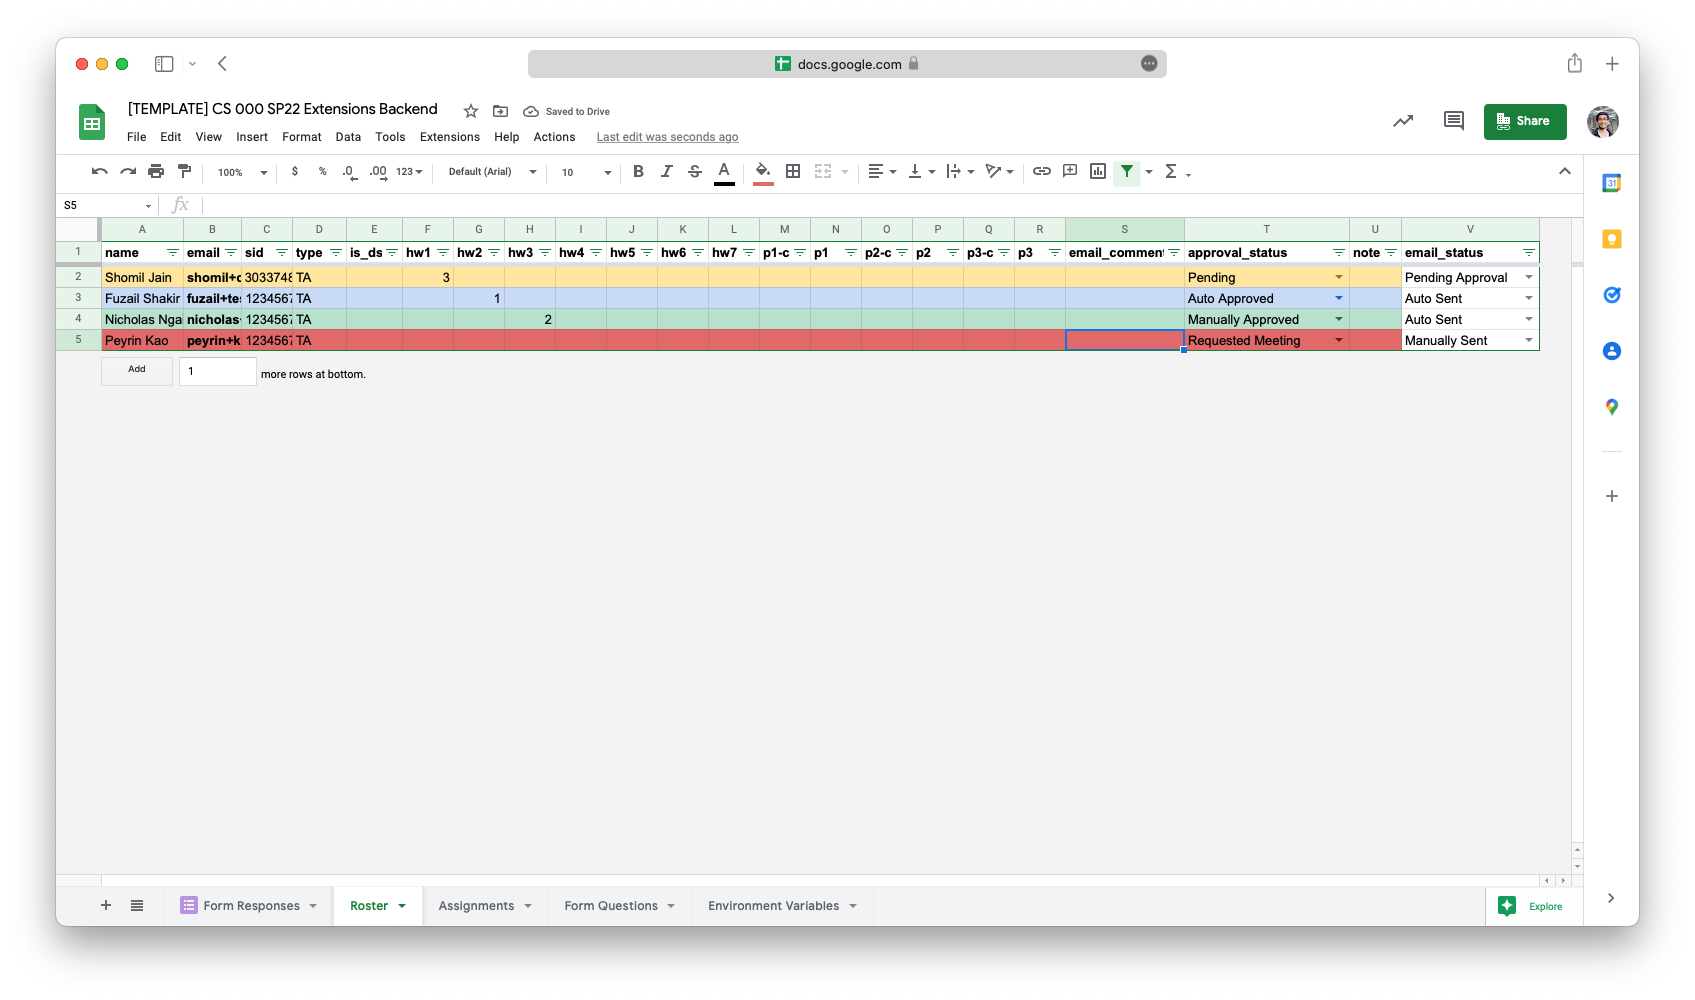 docs.google.com
[TEMPLATE] CS 000 SP22 Extensions Backend Saved to Drive
File Edit View Insert Format Data Tools Extensions Help Actions Last edit was seconds ago
Share
100% $ % .0 .00 123 Default (Arial) 10 B I S A Σ
31
S5 fx
A B C D E F G H I J K L M N O P Q R S T U V
1 name email sid type is_ds hw1 hw2 hw3 hw4 hw5 hw6 hw7 p1-c p1 p2-c p2 p3-c p3 email_commen approval_status note email_status
2 Shomil Jain shomil+c 3033748 TA 3 Pending Pending Approval
3 Fuzail Shakir fuzail+te 1234567 TA 1 Auto Approved Auto Sent
4 Nicholas Nga nicholas 1234567 TA 2 Manually Approved Auto Sent
5 Peyrin Kao peyrin+k 1234567 TA Requested Meeting Manually Sent
Add 1 more rows at bottom.
Form Responses Roster Assignments Form Questions Environment Variables Explore